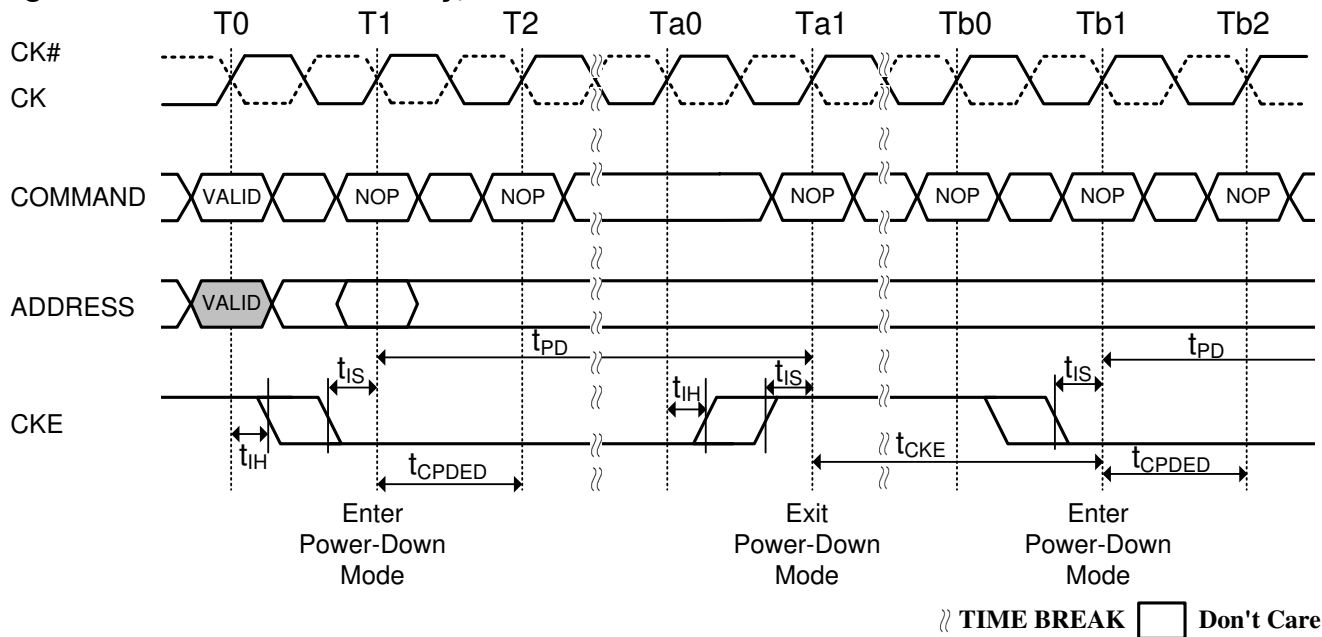 T0 T1 T2 Ta0 Ta1 Tb0 Tb1 Tb2
CK#
CK
COMMAND VALID NOP NOP NOP NOP NOP NOP
ADDRESS VALID
tPD tPD
tIS tIH tIS tIS
CKE
tIH tCPDED tCKE tCPDED
Enter Exit Enter
Power-Down Power-Down Power-Down
Mode Mode Mode
TIME BREAK Don't Care